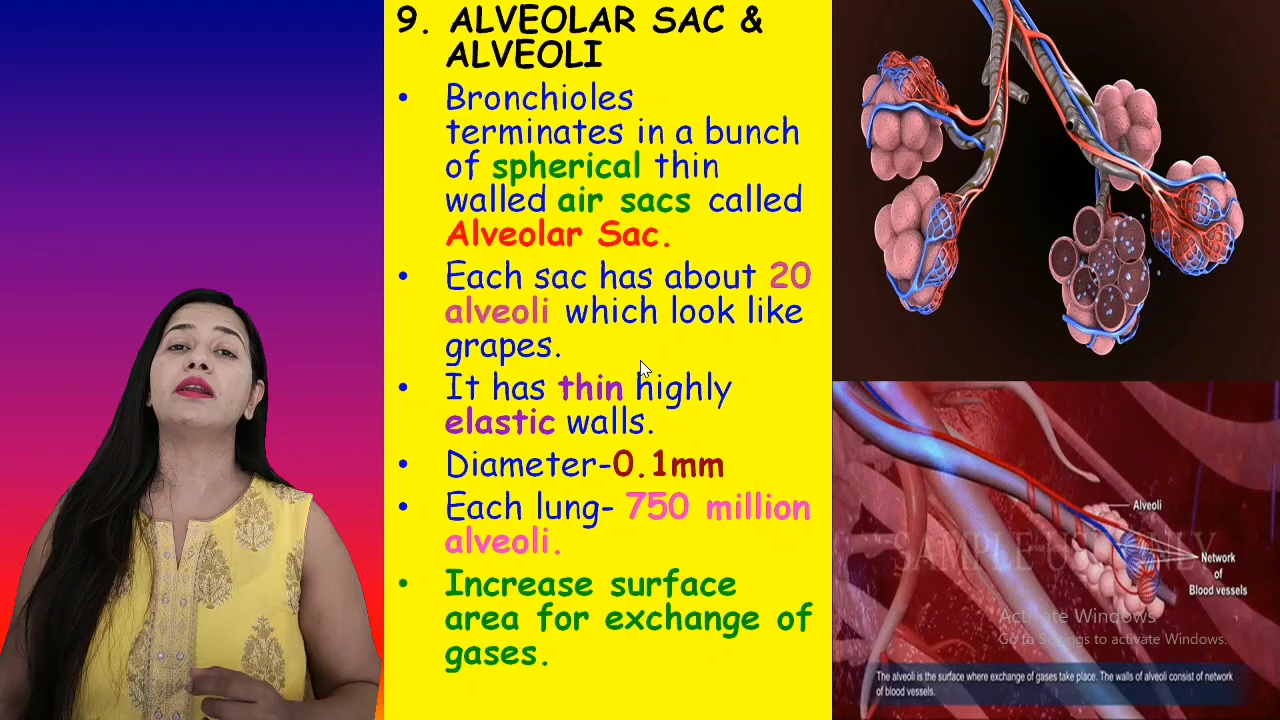 9. ALVEOLAR SAC &
ALVEOLI
• Bronchioles
terminates in a bunch
of spherical thin
walled air sacs called
Alveolar Sac.
• Each sac has about 20
alveoli which look like
grapes.
• It has thin highly
elastic walls.
• Diameter-0.1mm
• Each lung- 750 million
alveoli.
• Increase surface
area for exchange of
gases.
Alveoli
SAMPLE USE ONLY
Network
of
Blood vessels
Activate Windows
Go to Settings to activate Windows.
The alveoli is the surface where exchange of gases take place. The walls of alveoli consist of network
of blood vessels.